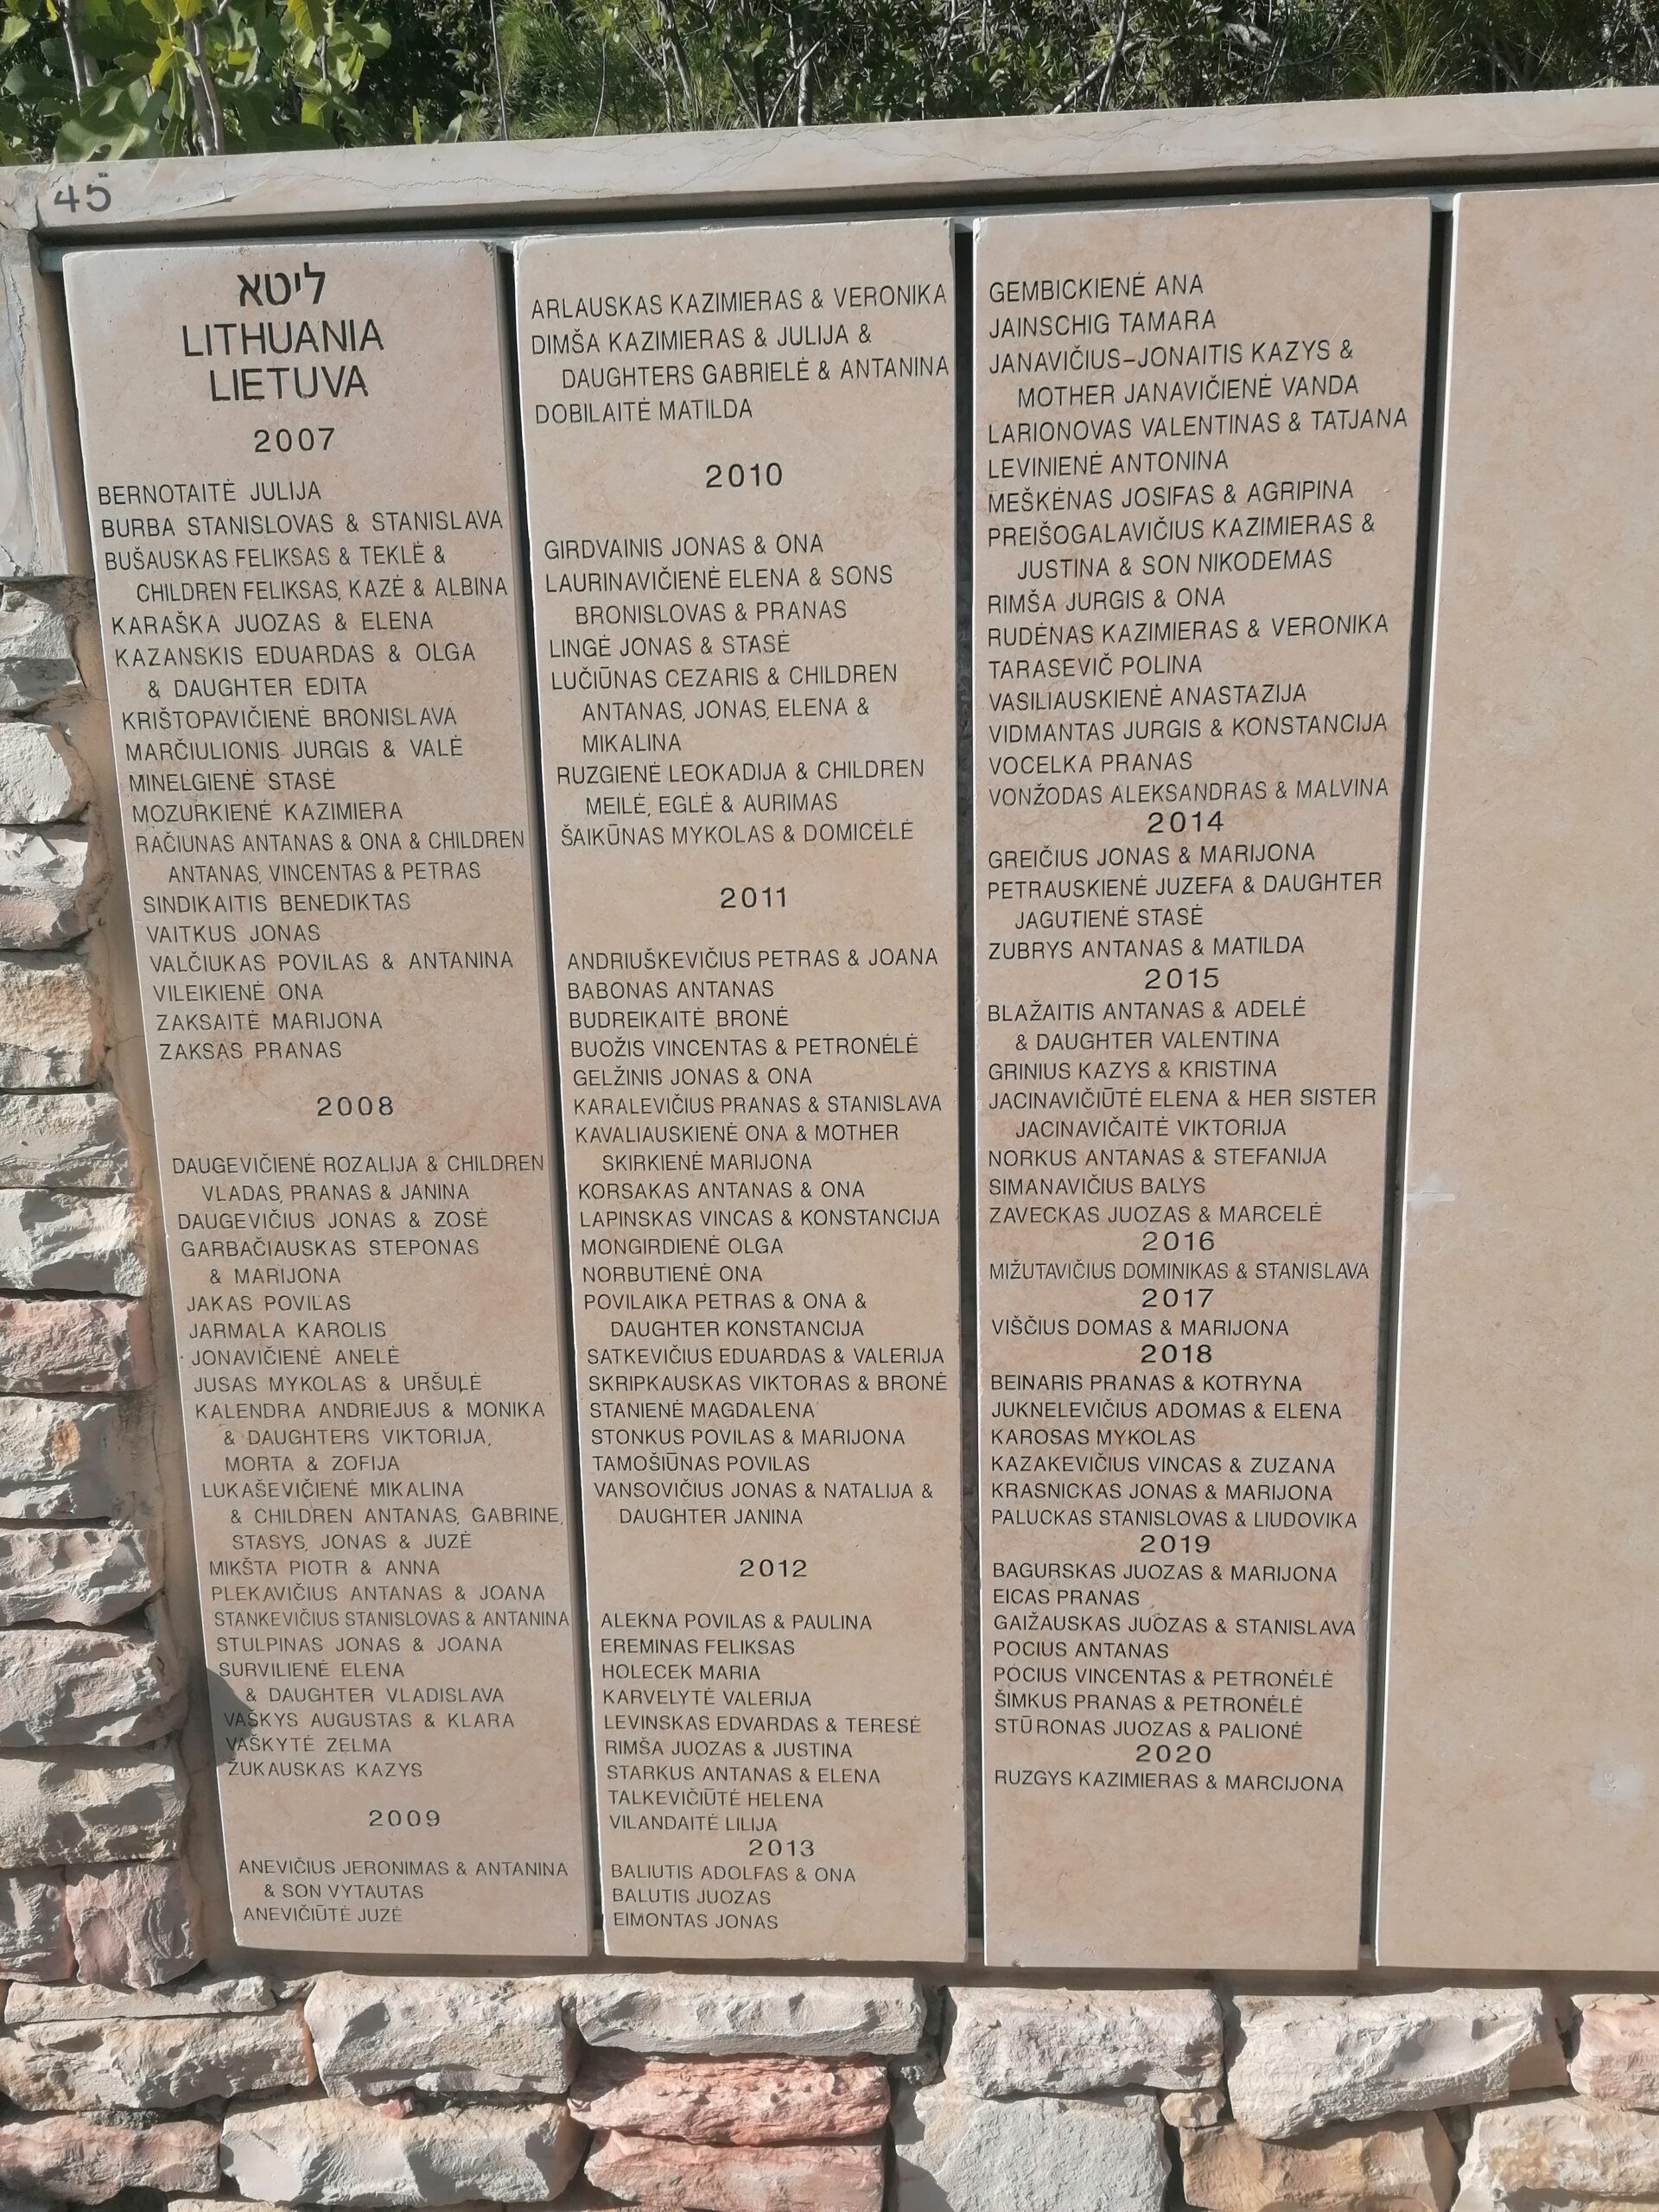 45
ליטא
LITHUANIA
LIETUVA
2007
BERNOTAITĖ JULIJA
BURBA STANISLOVAS & STANISLAVA
BUŠAUSKAS FELIKSAS & TEKLĖ &
CHILDREN FELIKSAS, KAZĖ & ALBINA
KARAŠKA JUOZAS & ELENA
KAZANSKIS EDUARDAS & OLGA
& DAUGHTER EDITA
KRIŠTOPAVIČIENĖ BRONISLAVA
MARČIULIONIS JURGIS & VALĖ
MINELGIENĖ STASĖ
MOZURKIENĖ KAZIMIERA
RAČIUNAS ANTANAS & ONA & CHILDREN
ANTANAS, VINCENTAS & PETRAS
SINDIKAITIS BENEDIKTAS
VAITKUS JONAS
VALČIUKAS POVILAS & ANTANINA
VILEIKIENĖ ONA
ZAKSAITĖ MARIJONA
ZAKSAS PRANAS
2008
DAUGEVIČIENĖ ROZALIJA & CHILDREN
VLADAS, PRANAS & JANINA
DAUGEVIČIUS JONAS & ZOSĖ
GARBAČIAUSKAS STEPONAS
& MARIJONA
JAKAS POVILAS
JARMALA KAROLIS
JONAVIČIENĖ ANELĖ
JUSAS MYKOLAS & URŠULĖ
KALENDRA ANDRIEJUS & MONIKA
& DAUGHTERS VIKTORIJA,
MORTA & ZOFIJA
LUKAŠEVIČIENĖ MIKALINA
& CHILDREN ANTANAS, GABRINE,
STASYS, JONAS & JUZĖ
MIKŠTA PIOTR & ANNA
PLEKAVIČIUS ANTANAS & JOANA
STANKEVIČIUS STANISLOVAS & ANTANINA
STULPINAS JONAS & JOANA
SURVILIENĖ ELENA
& DAUGHTER VLADISLAVA
VAŠKYS AUGUSTAS & KLARA
VAŠKYTĖ ZELMA
ŽUKAUSKAS KAZYS
2009
ANEVIČIUS JERONIMAS & ANTANINA
& SON VYTAUTAS
ANEVIČIŪTĖ JUZĖ
ARLAUSKAS KAZIMIERAS & VERONIKA
DIMŠA KAZIMIERAS & JULIJA &
DAUGHTERS GABRIELĖ & ANTANINA
DOBILAITĖ MATILDA
2010
GIRDVAINIS JONAS & ONA
LAURINAVIČIENĖ ELENA & SONS
BRONISLOVAS & PRANAS
LINGĖ JONAS & STASĖ
LUČIŪNAS CEZARIS & CHILDREN
ANTANAS, JONAS, ELENA &
MIKALINA
RUZGIENĖ LEOKADIJA & CHILDREN
MEILĖ, EGLĖ & AURIMAS
ŠAIKŪNAS MYKOLAS & DOMICĖLĖ
2011
ANDRIUŠKEVIČIUS PETRAS & JOANA
BABONAS ANTANAS
BUDREIKAITĖ BRONĖ
BUOŽIS VINCENTAS & PETRONĖLĖ
GELŽINIS JONAS & ONA
KARALEVIČIUS PRANAS & STANISLAVA
KAVALIAUSKIENĖ ONA & MOTHER
SKIRKIENĖ MARIJONA
KORSAKAS ANTANAS & ONA
LAPINSKAS VINCAS & KONSTANCIJA
MONGIRDIENĖ OLGA
NORBUTIENĖ ONA
POVILAIKA PETRAS & ONA &
DAUGHTER KONSTANCIJA
SATKEVIČIUS EDUARDAS & VALERIJA
SKRIPKAUSKAS VIKTORAS & BRONĖ
STANIENĖ MAGDALENA
STONKUS POVILAS & MARIJONA
TAMOŠIŪNAS POVILAS
VANSOVIČIUS JONAS & NATALIJA &
DAUGHTER JANINA
2012
ALEKNA POVILAS & PAULINA
EREMINAS FELIKSAS
HOLECEK MARIA
KARVELYTĖ VALERIJA
LEVINSKAS EDVARDAS & TERESĖ
RIMŠA JUOZAS & JUSTINA
STARKUS ANTANAS & ELENA
TALKEVIČIŪTĖ HELENA
VILANDAITĖ LILIJA
2013
BALIUTIS ADOLFAS & ONA
BALUTIS JUOZAS
EIMONTAS JONAS
GEMBICKIENĖ ANA
JAINSCHIG TAMARA
JANAVIČIUS-JONAITIS KAZYS &
MOTHER JANAVIČIENĖ VANDA
LARIONOVAS VALENTINAS & TATJANA
LEVINIENĖ ANTONINA
MEŠKĖNAS JOSIFAS & AGRIPINA
PREIŠOGALAVIČIUS KAZIMIERAS &
JUSTINA & SON NIKODEMAS
RIMŠA JURGIS & ONA
RUDĖNAS KAZIMIERAS & VERONIKA
TARASEVIČ POLINA
VASILIAUSKIENĖ ANASTAZIJA
VIDMANTAS JURGIS & KONSTANCIJA
VOCELKA PRANAS
VONŽODAS ALEKSANDRAS & MALVINA
2014
GREIČIUS JONAS & MARIJONA
PETRAUSKIENĖ JUZEFA & DAUGHTER
JAGUTIENĖ STASĖ
ZUBRYS ANTANAS & MATILDA
2015
BLAŽAITIS ANTANAS & ADELĖ
& DAUGHTER VALENTINA
GRINIUS KAZYS & KRISTINA
JACINAVIČIŪTĖ ELENA & HER SISTER
JACINAVIČAITĖ VIKTORIJA
NORKUS ANTANAS & STEFANIJA
SIMANAVIČIUS BALYS
ZAVECKAS JUOZAS & MARCELĖ
2016
MIŽUTAVIČIUS DOMINIKAS & STANISLAVA
2017
VIŠČIUS DOMAS & MARIJONA
2018
BEINARIS PRANAS & KOTRYNA
JUKNELEVIČIUS ADOMAS & ELENA
KAROSAS MYKOLAS
KAZAKEVIČIUS VINCAS & ZUZANA
KRASNICKAS JONAS & MARIJONA
PALUCKAS STANISLOVAS & LIUDOVIKA
2019
BAGURSKAS JUOZAS & MARIJONA
EICAS PRANAS
GAIŽAUSKAS JUOZAS & STANISLAVA
POCIUS ANTANAS
POCIUS VINCENTAS & PETRONĖLĖ
ŠIMKUS PRANAS & PETRONĖLĖ
STŪRONAS JUOZAS & PALIONĖ
2020
RUZGYS KAZIMIERAS & MARCIJONA